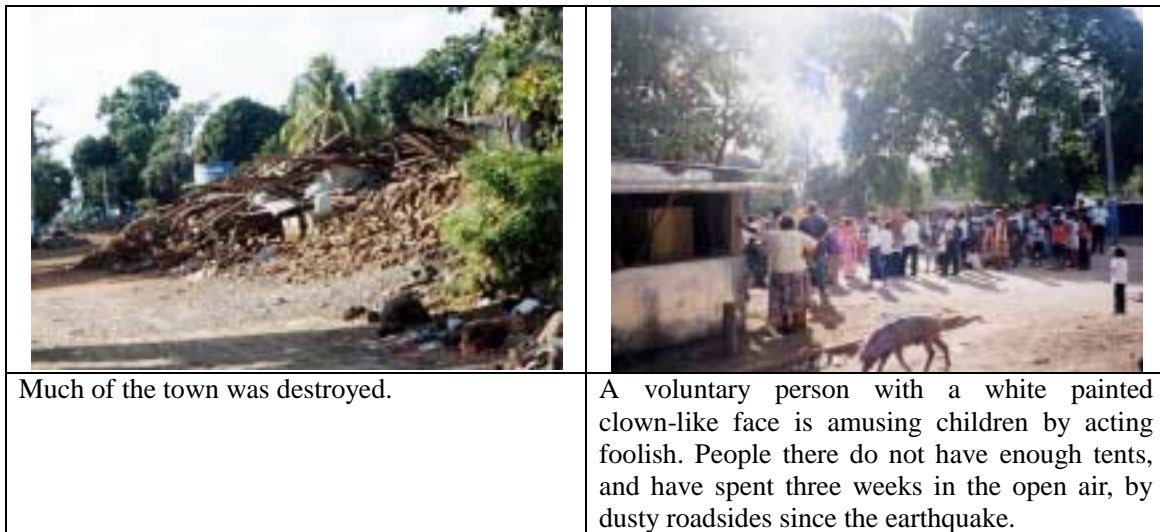 Much of the town was destroyed.
A voluntary person with a white painted
clown-like face is amusing children by acting
foolish. People there do not have enough tents,
and have spent three weeks in the open air, by
dusty roadsides since the earthquake.